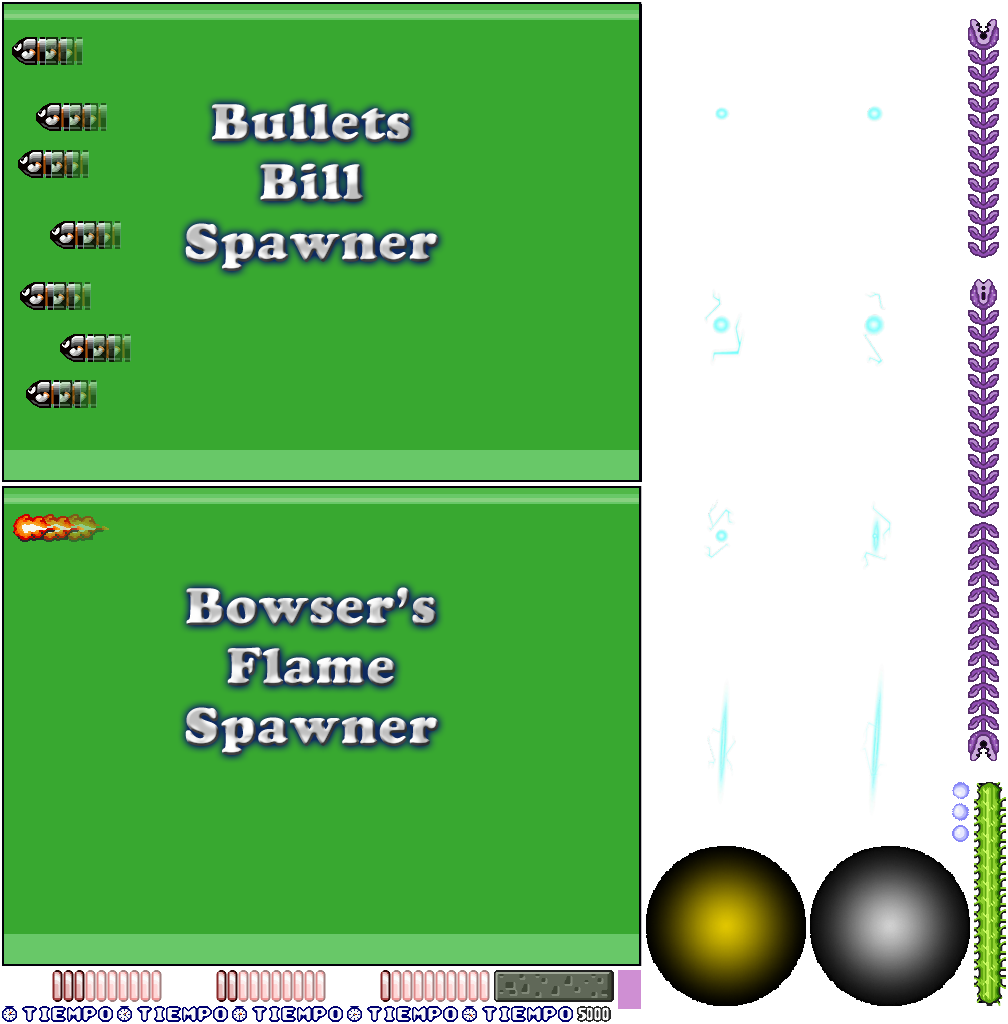 Bullets
Bill
Spawner
Bowser's
Flame
Spawner
TIEMPO TIEMPO TIEMPO TIEMPO TIEMPO 5000